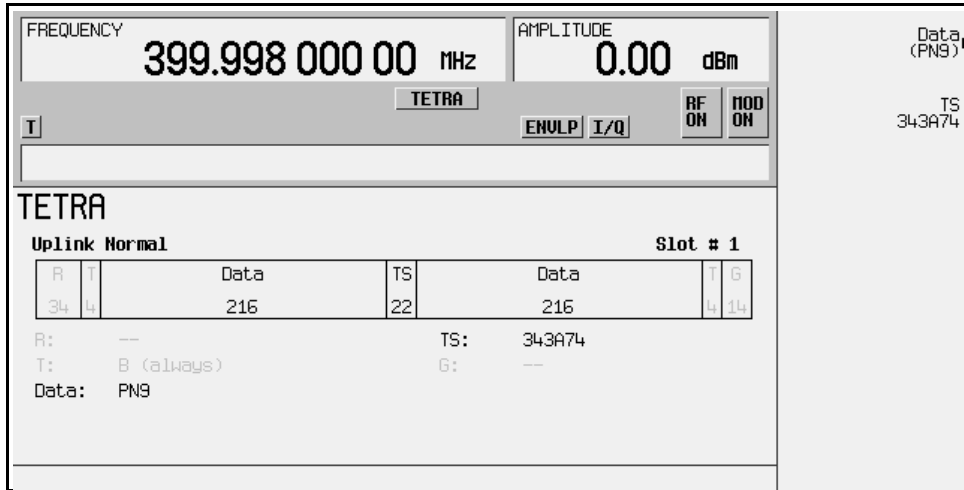 FREQUENCY
399.998 000 00 MHz
AMPLITUDE
0.00 dBm
TETRA
T
ENVLP I/Q
RF ON
MOD ON
TETRA
Uplink Normal Slot # 1
R T Data TS Data T G
34 4 216 22 216 4 14
R: -- TS: 343A74
T: B (always) G: --
Data: PN9
Data
(PN9)
TS
343A74